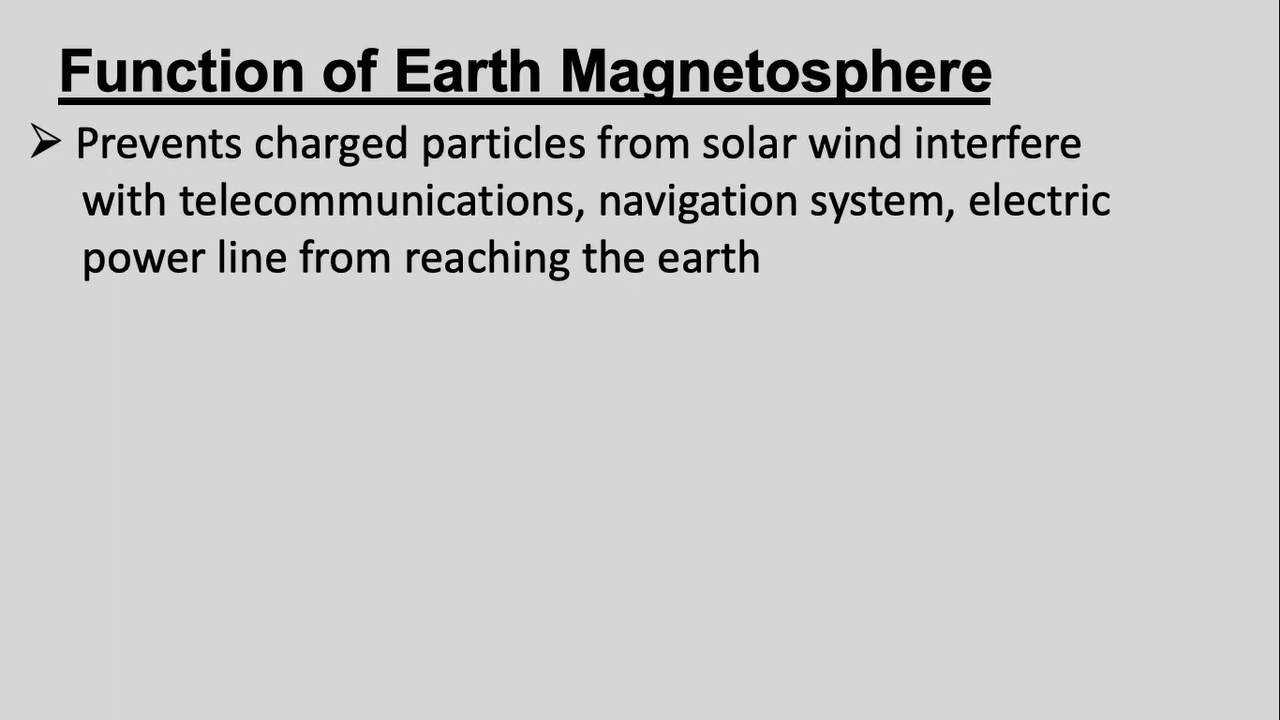 Function of Earth Magnetosphere
➢ Prevents charged particles from solar wind interfere
with telecommunications, navigation system, electric
power line from reaching the earth